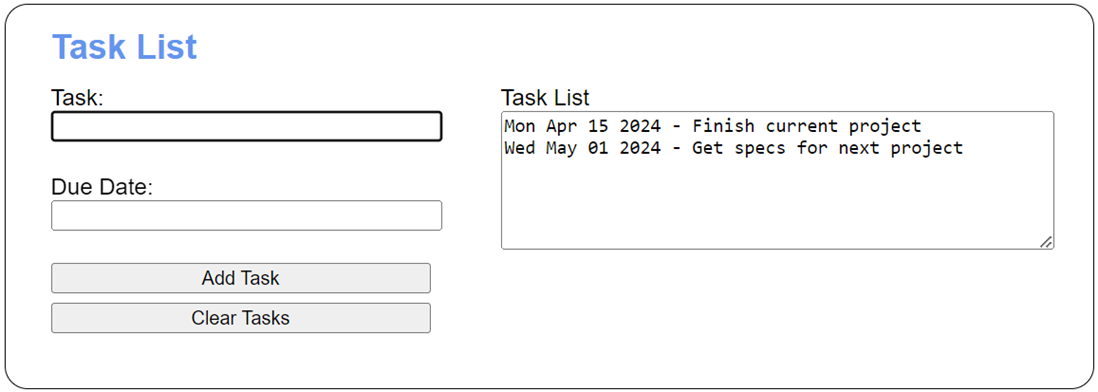 Task List
Task:
Due Date:
Add Task
Clear Tasks
Task List
Mon Apr 15 2024 - Finish current project
Wed May 01 2024 - Get specs for next project